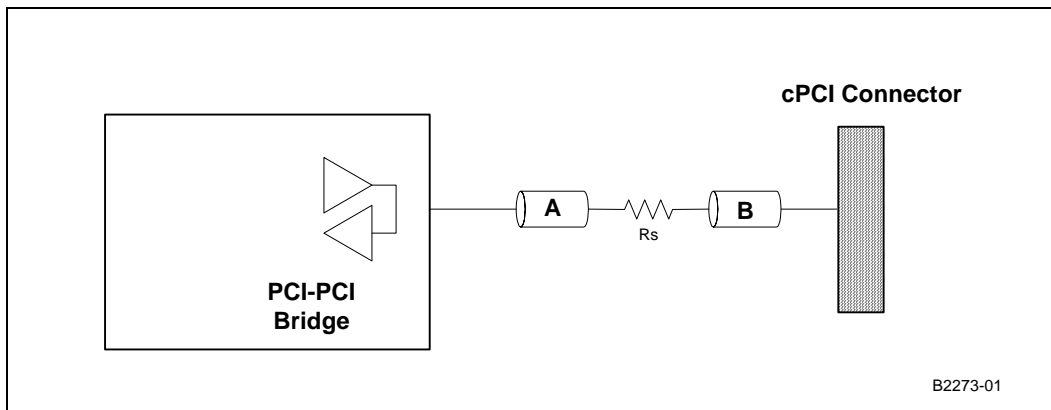 cPCI Connector
A
B
Rs
PCI-PCI
Bridge
B2273-01